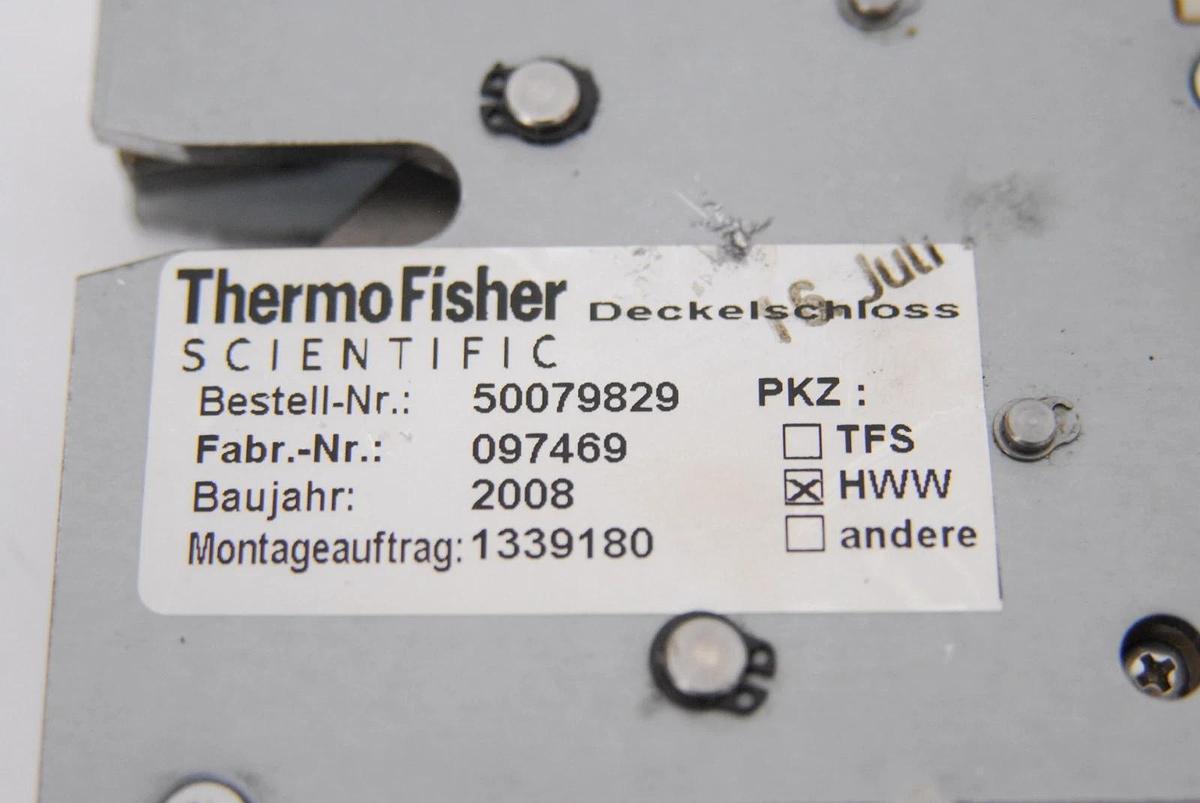 ThermoFisher
SCIENTIFIC
Deckelschloss
16 Juli
Bestell-Nr.: 50079829
Fabr.-Nr.: 097469
Baujahr: 2008
Montageauftrag: 1339180
PKZ :
TFS
HWW
andere